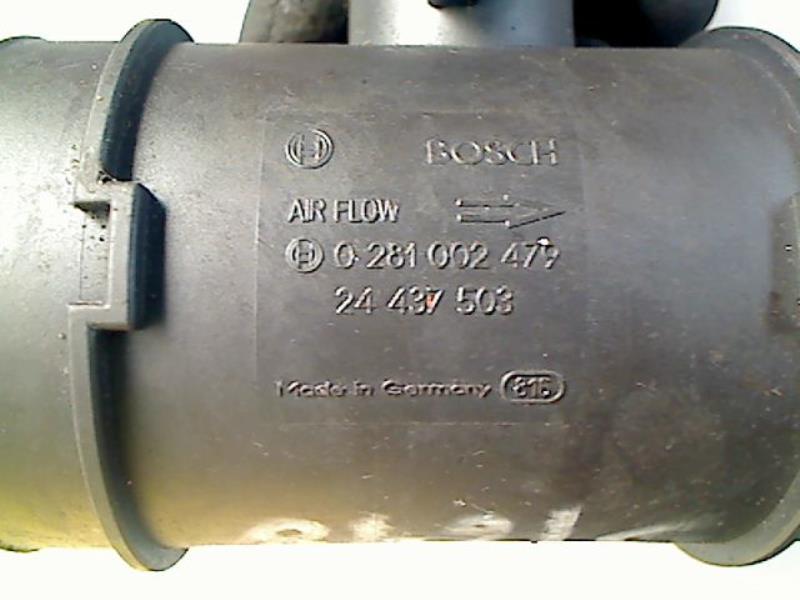 BOSCH
AIR FLOW
0 281 002 479
24 437 503
Made in Germany 816